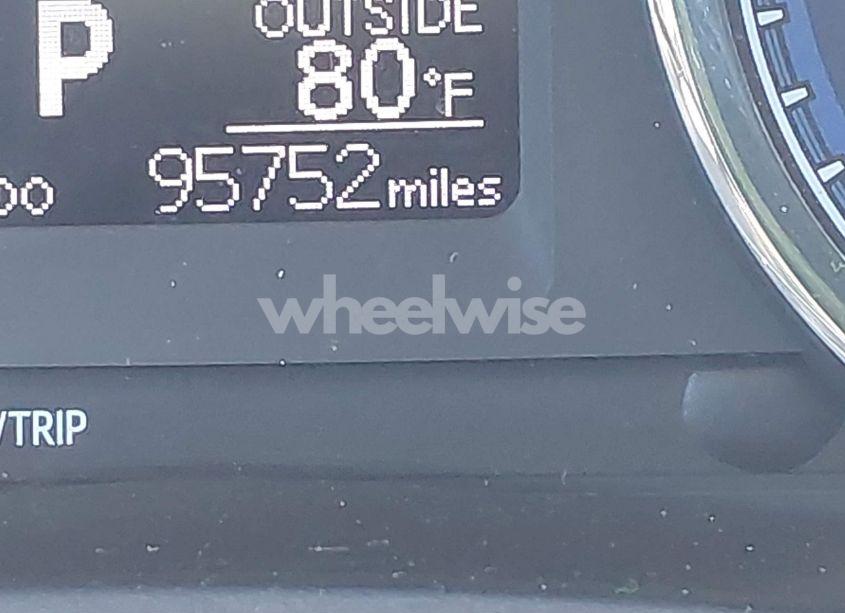 P
OUTSIDE
80°F
95752 miles
wheelwise
/TRIP